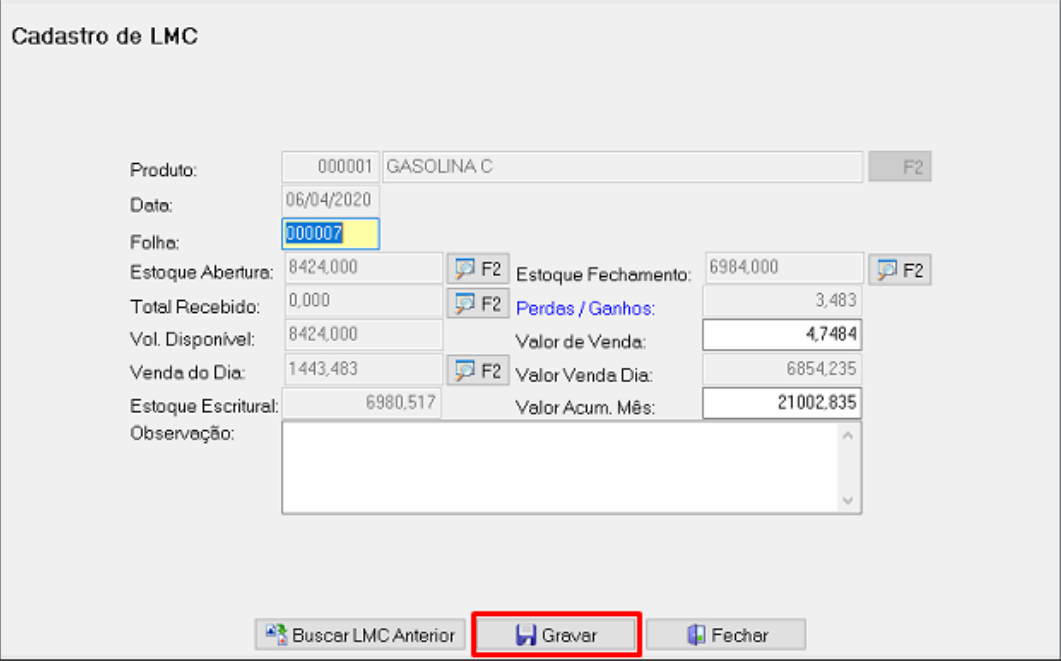 Cadastro de LMC
Produto: 000001 GASOLINA C F2
Data: 06/04/2020
Folha: 000007
Estoque Abertura: 8424,000 F2 Estoque Fechamento: 6984,000 F2
Total Recebido: 0,000 F2 Perdas / Ganhos: 3,483
Vol. Disponível: 8424,000 Valor de Venda: 4,7484
Venda do Dia: 1443,483 F2 Valor Venda Dia: 6854,235
Estoque Escritural: 6980,517 Valor Acum. Mês: 21002,835
Observação:
Buscar LMC Anterior Gravar Fechar